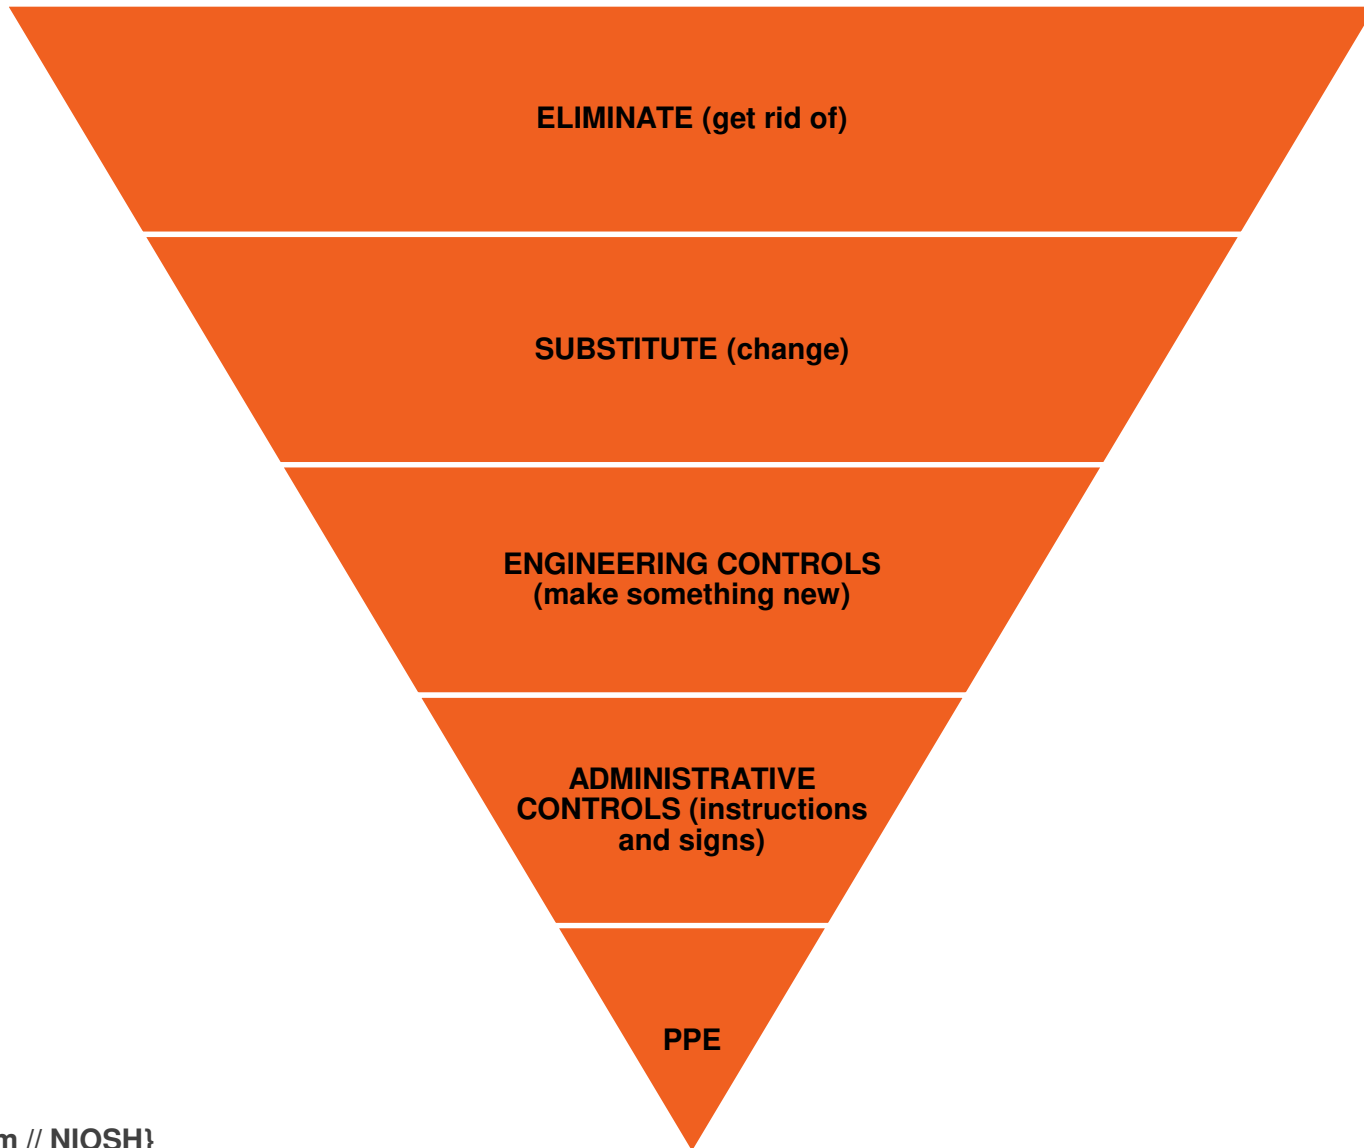 ELIMINATE (get rid of)
SUBSTITUTE (change)
ENGINEERING CONTROLS
(make something new)
ADMINISTRATIVE
CONTROLS (instructions
and signs)
PPE
// NIOSH}